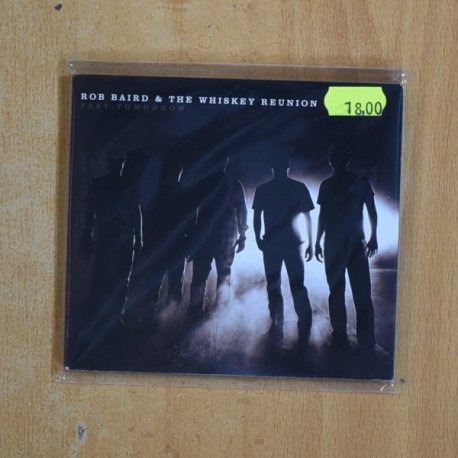 ROB BAIRD & THE WHISKEY REUNION
PAST TOMORROW
18,00